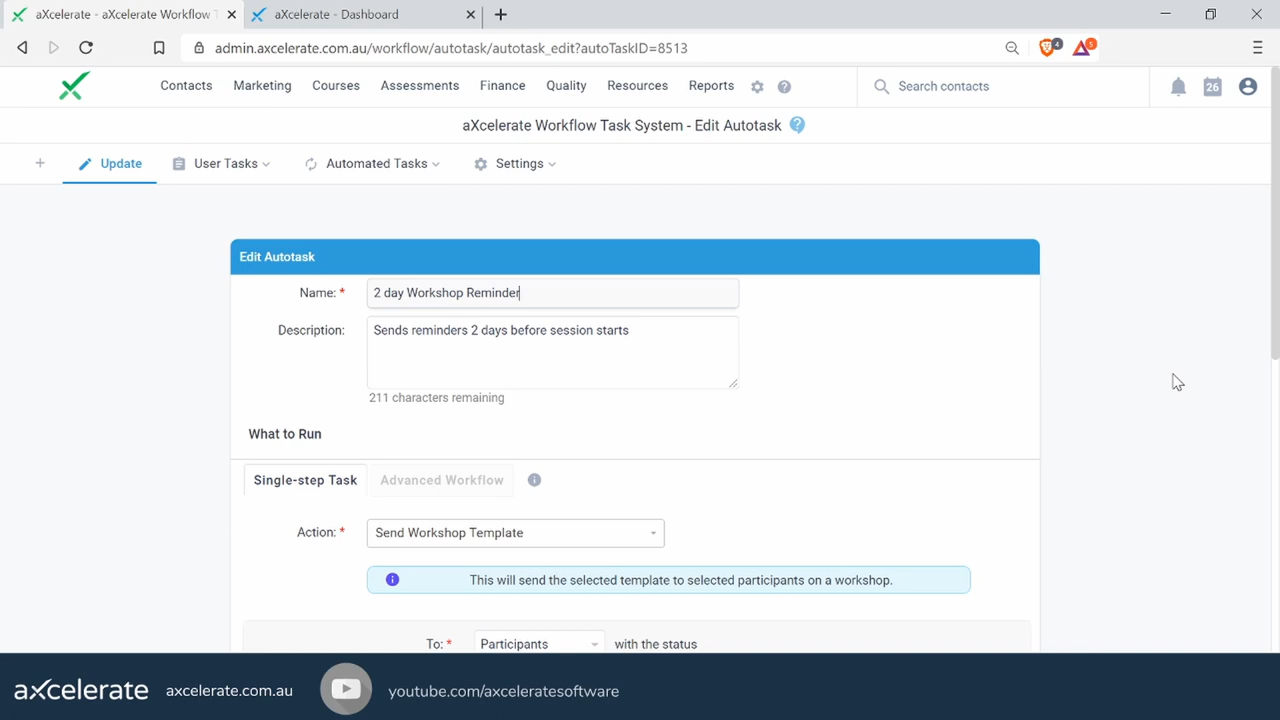 aXcelerate - aXcelerate Workflow T
aXcelerate - Dashboard
admin.axcelerate.com.au/workflow/autotask/autotask_edit?autoTaskID=8513
4
5
Contacts Marketing Courses Assessments Finance Quality Resources Reports
Search contacts
26
aXcelerate Workflow Task System - Edit Autotask
Update User Tasks Automated Tasks Settings
Edit Autotask
Name: * 2 day Workshop Reminder
Description: Sends reminders 2 days before session starts
211 characters remaining
What to Run
Single-step Task Advanced Workflow
Action: * Send Workshop Template
This will send the selected template to selected participants on a workshop.
To: * Participants with the status
axcelerate axcelerate.com.au youtube.com/axceleratesoftware